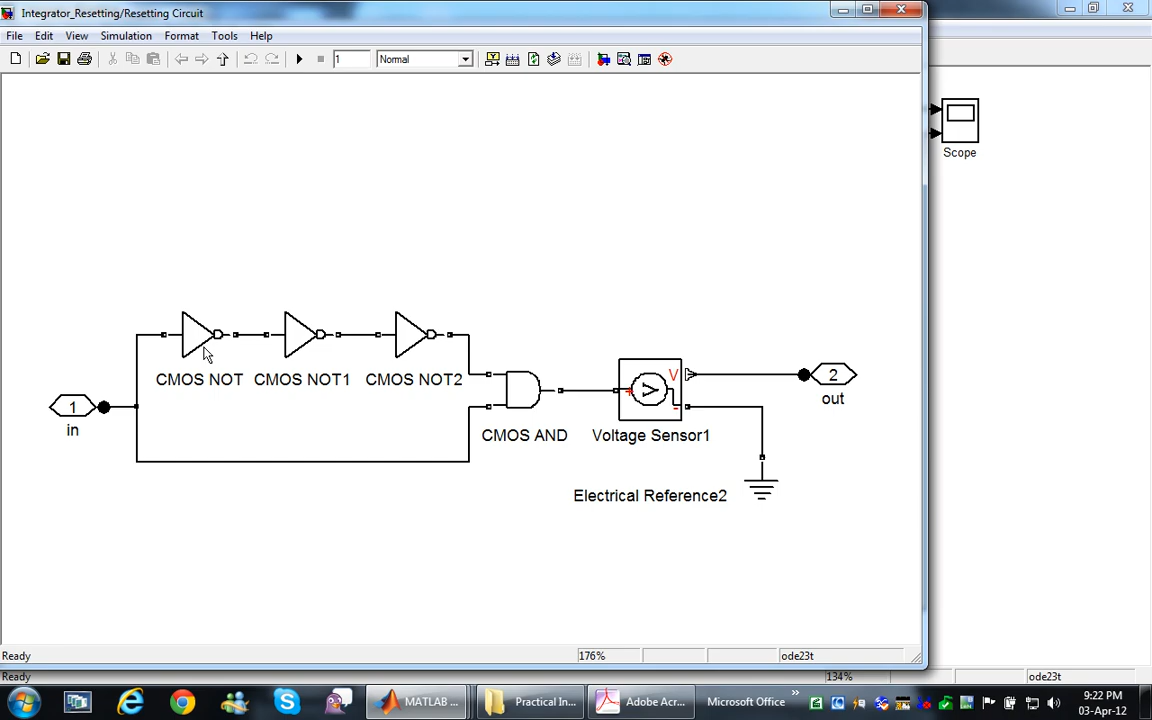 Integrator_Resetting/Resetting Circuit
File Edit View Simulation Format Tools Help
1 Normal
Scope
CMOS NOT CMOS NOT1 CMOS NOT2
1
in
CMOS AND
V
+
-
Voltage Sensor1
2
out
Electrical Reference2
Ready 176% ode23t
Ready 134% ode23t
MATLAB ... Practical In... Adobe Acr... Microsoft Office »
9:22 PM
03-Apr-12